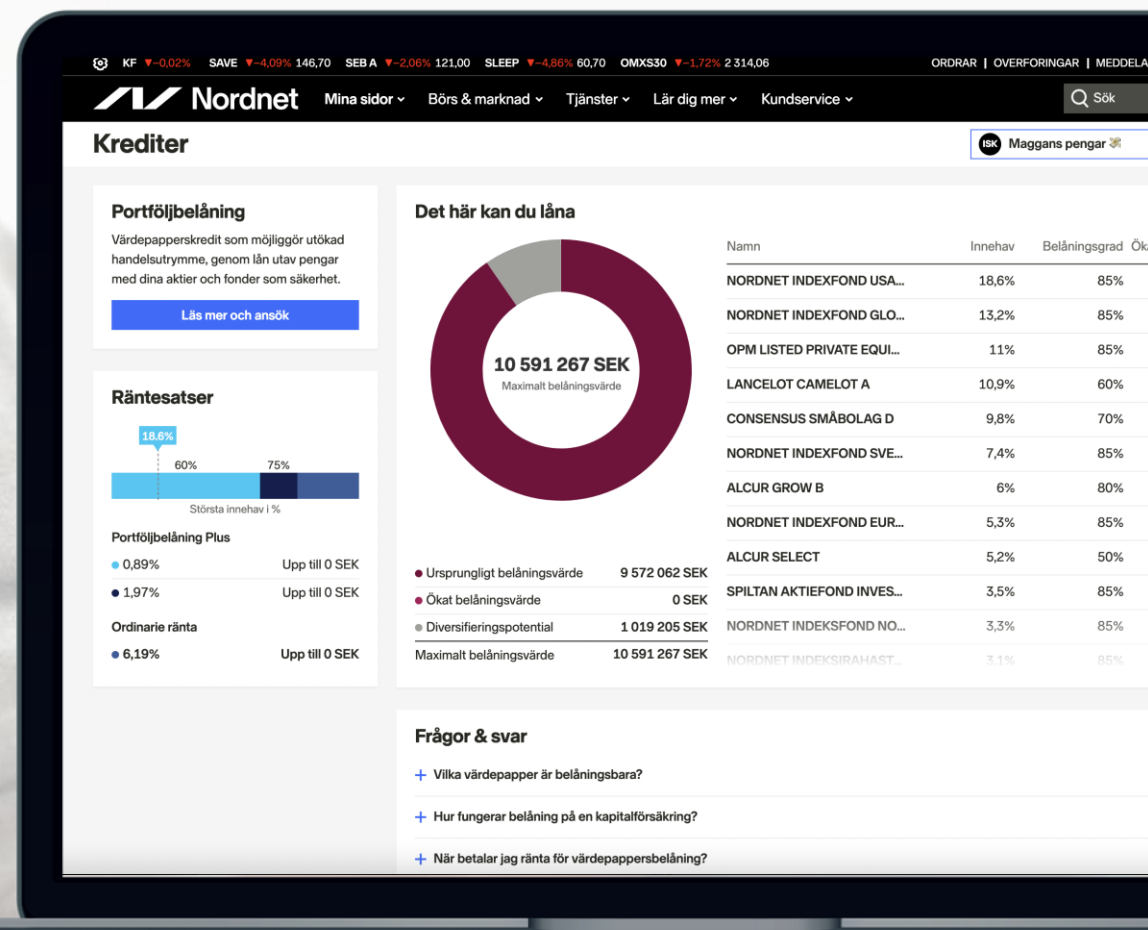 KF ▼−0,02% SAVE ▼−4,09% 146,70 SEB A ▼−2,06% 121,00 SLEEP ▼−4,86% 60,70 OMXS30 ▼−1,72% 2 314,06 ORDRAR | OVERFORINGAR | MEDDELA
Nordnet Mina sidor Börs & marknad Tjänster Lär dig mer Kundservice Sök
Krediter
ISK Maggans pengar 💸
Portföljbelåning
Värdepapperskredit som möjliggör utökad
handelsutrymme, genom lån utav pengar
med dina aktier och fonder som säkerhet.
Läs mer och ansök
Räntesatser
18.6%
60% 75%
Största innehav i %
Portföljbelåning Plus
0,89% Upp till 0 SEK
1,97% Upp till 0 SEK
Ordinarie ränta
6,19% Upp till 0 SEK
Det här kan du låna
10 591 267 SEK
Maximalt belåningsvärde
Ursprungligt belåningsvärde 9 572 062 SEK
Ökat belåningsvärde 0 SEK
Diversifieringspotential 1 019 205 SEK
Maximalt belåningsvärde 10 591 267 SEK
Namn Innehav Belåningsgrad Öka
NORDNET INDEXFOND USA... 18,6% 85%
NORDNET INDEXFOND GLO... 13,2% 85%
OPM LISTED PRIVATE EQUI... 11% 85%
LANCELOT CAMELOT A 10,9% 60%
CONSENSUS SMÅBOLAG D 9,8% 70%
NORDNET INDEXFOND SVE... 7,4% 85%
ALCUR GROW B 6% 80%
NORDNET INDEXFOND EUR... 5,3% 85%
ALCUR SELECT 5,2% 50%
SPILTAN AKTIEFOND INVES... 3,5% 85%
NORDNET INDEKSFOND NO... 3,3% 85%
NORDNET INDEKSIRAHAST... 3.1% 85%
Frågor & svar
+ Vilka värdepapper är belåningsbara?
+ Hur fungerar belåning på en kapitalförsäkring?
+ När betalar jag ränta för värdepappersbelåning?